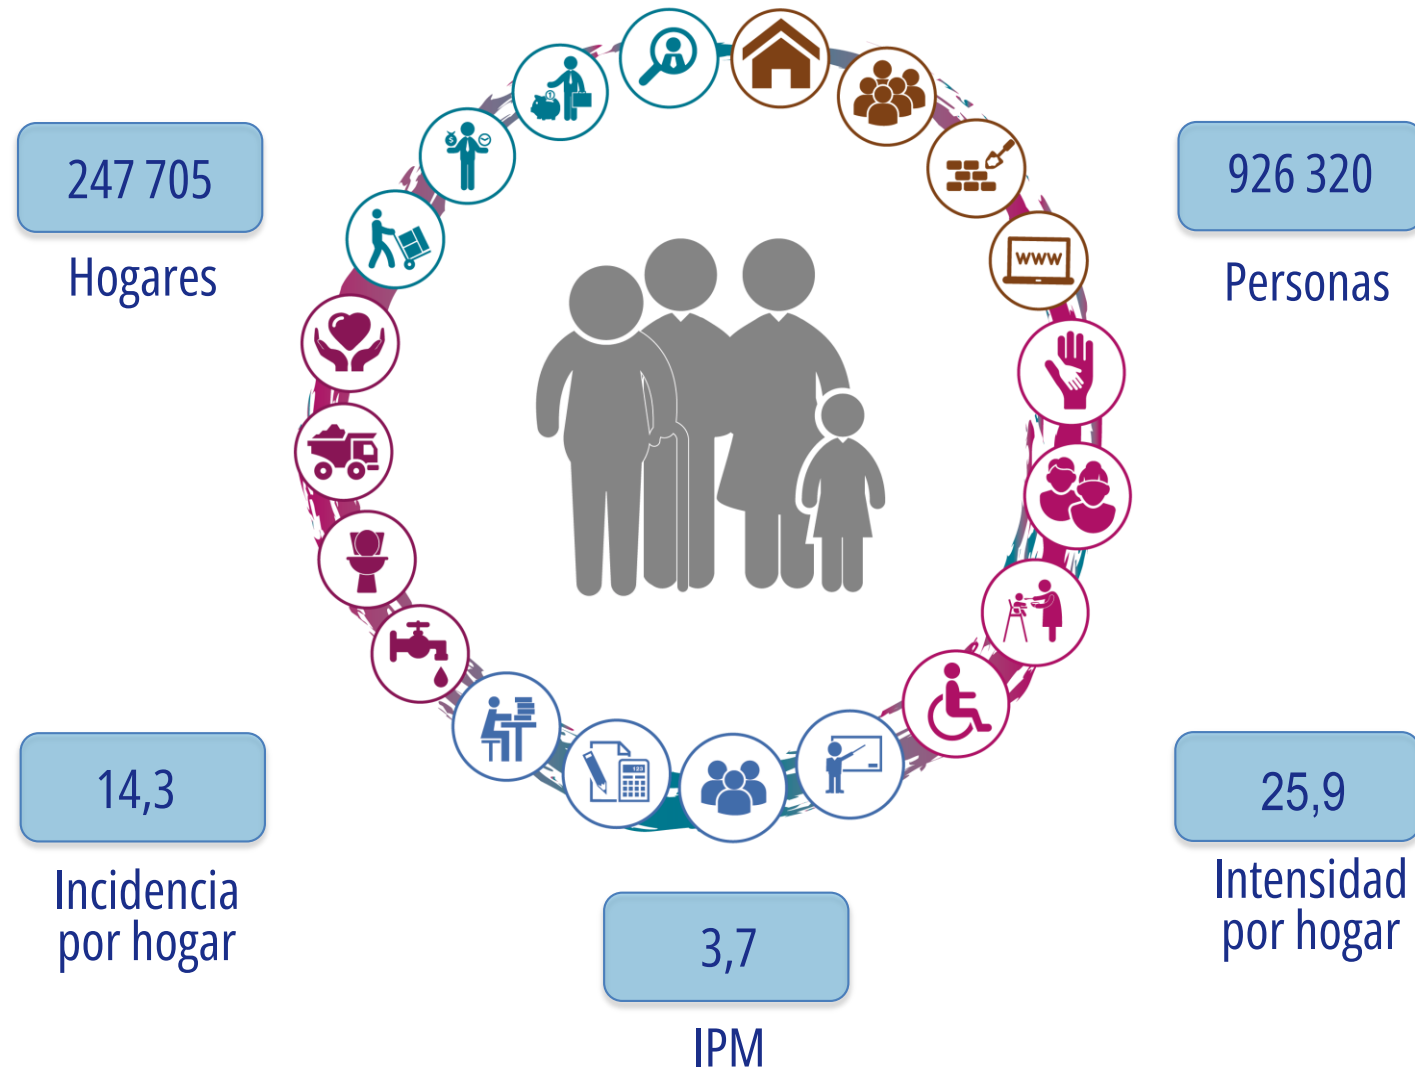 247 705
Hogares
926 320
Personas
www
123
14,3
Incidencia
por hogar
25,9
Intensidad
por hogar
3,7
IPM